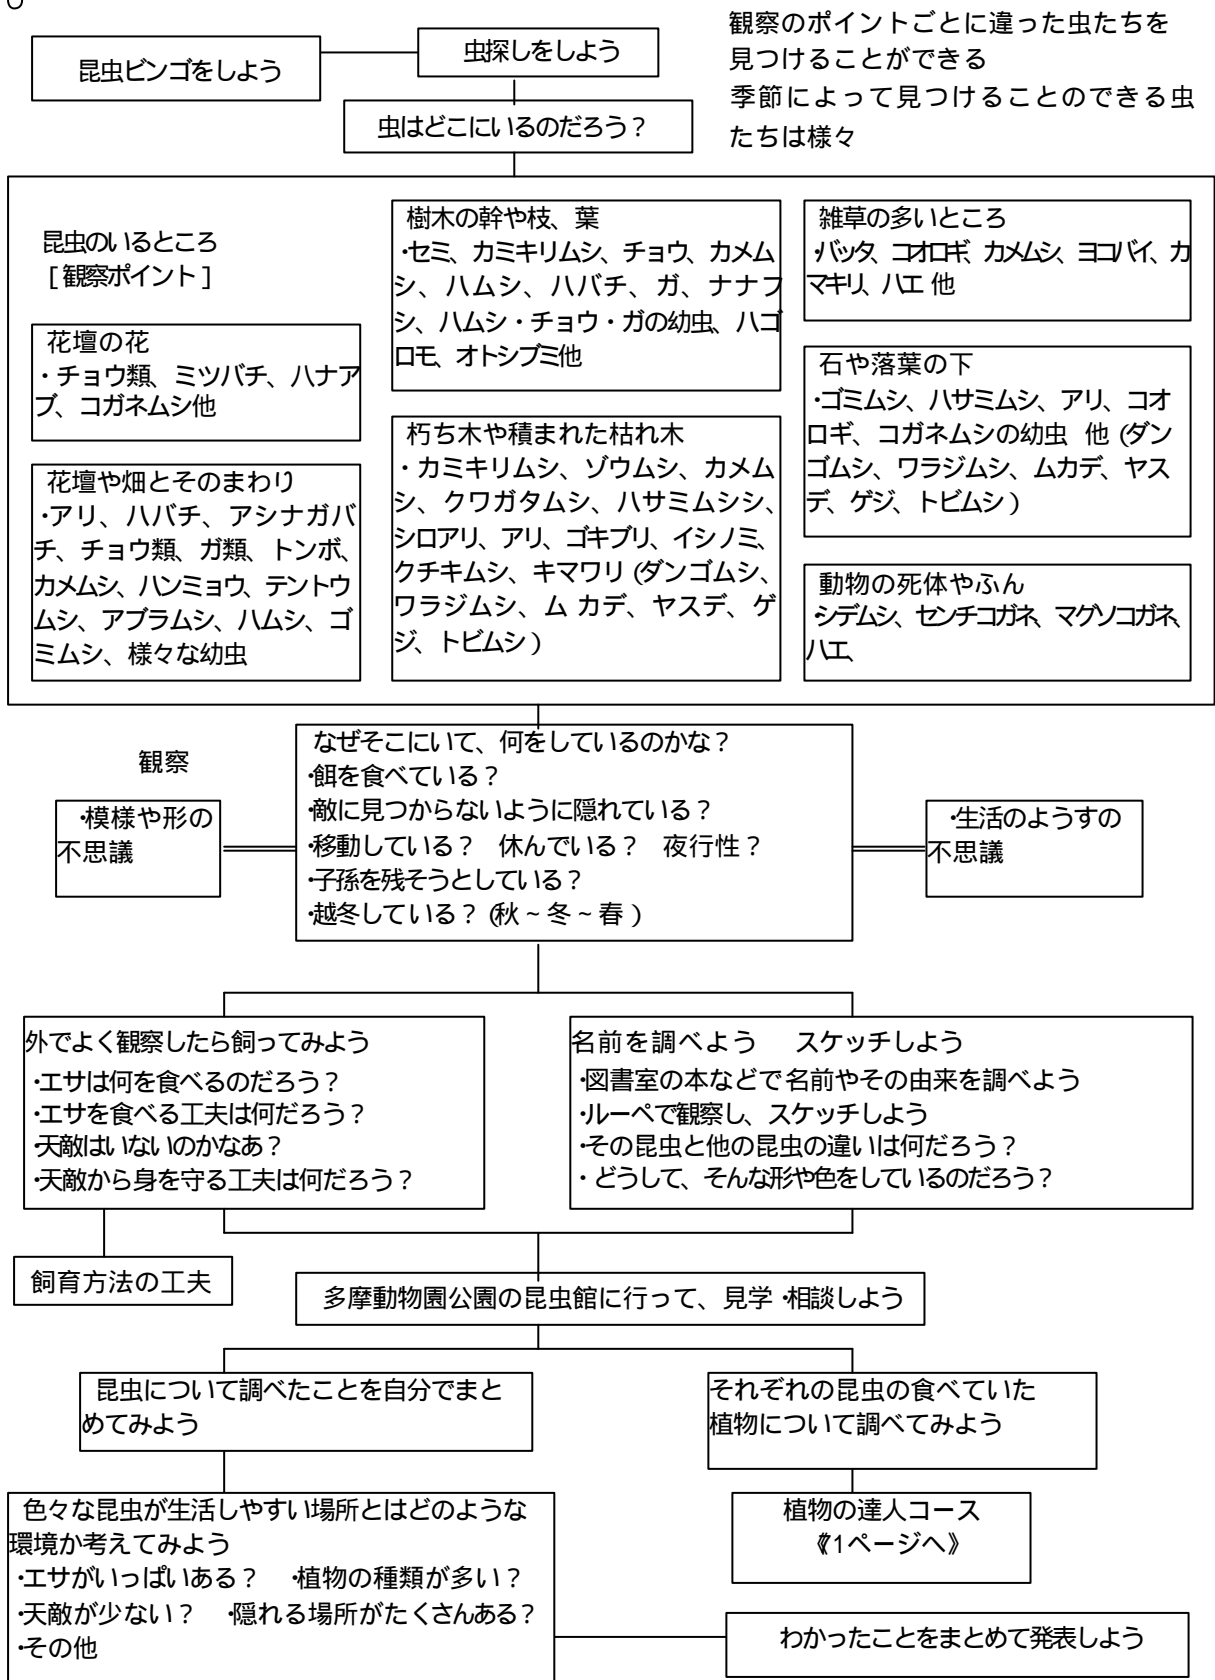 観察のポイントごとに違った虫たちを
見つけることができる
季節によって見つけることのできる虫
たちは様々
昆虫ビンゴをしよう
虫探しをしよう
虫はどこにいるのだろう？
昆虫のいるところ
[観察ポイント]
花壇の花
・チョウ類、ミツバチ、ハナア
ブ、コガネムシ他
花壇や畑とそのまわり
・アリ、ハバチ、アシナガバ
チ、チョウ類、ガ類、トンボ、
カメムシ、ハンミョウ、テントウ
ムシ、アブラムシ、ハムシ、ゴ
ミムシ、様々な幼虫
樹木の幹や枝、葉
・セミ、カミキリムシ、チョウ、カメム
シ、ハムシ、ハバチ、ガ、ナナフ
シ、ハムシ・チョウ・ガの幼虫、ハゴ
ロモ、オトシブミ他
朽ち木や積まれた枯れ木
・カミキリムシ、ゾウムシ、カメム
シ、クワガタムシ、ハサミムシシ、
シロアリ、アリ、ゴキブリ、イシノミ、
クチキムシ、キマワリ（ダンゴムシ、
ワラジムシ、ム カデ、ヤスデ、ゲ
ジ、トビムシ）
雑草の多いところ
・バッタ、コオロギ、カメムシ、ヨコバイ、カ
マキリ、ハエ 他
石や落葉の下
・ゴミムシ、ハサミムシ、アリ、コオ
ロギ、コガネムシの幼虫 他（ダン
ゴムシ、ワラジムシ、ムカデ、ヤス
デ、ゲジ、トビムシ）
動物の死体やふん
・シデムシ、センチコガネ、マグソコガネ、
ハエ、
観察
なぜそこにいて、何をしているのかな？
・餌を食べている？
・敵に見つからないように隠れている？
・移動している？ 休んでいる？ 夜行性？
・子孫を残そうとしている？
・越冬している？（秋～冬～春）
・模様や形の
不思議
・生活のようすの
不思議
外でよく観察したら飼ってみよう
・エサは何を食べるのだろう？
・エサを食べる工夫は何だろう？
・天敵はいないのかなあ？
・天敵から身を守る工夫は何だろう？
名前を調べよう スケッチしよう
・図書室の本などで名前やその由来を調べよう
・ルーペで観察し、スケッチしよう
・その昆虫と他の昆虫の違いは何だろう？
・どうして、そんな形や色をしているのだろう？
飼育方法の工夫
多摩動物園公園の昆虫館に行って、見学・相談しよう
昆虫について調べたことを自分でまと
めてみよう
それぞれの昆虫の食べていた
植物について調べてみよう
色々な昆虫が生活しやすい場所とはどのような
環境か考えてみよう
・エサがいっぱいある？ ・植物の種類が多い？
・天敵が少ない？ ・隠れる場所がたくさんある？
・その他
植物の達人コース
《1ページへ》
わかったことをまとめて発表しよう